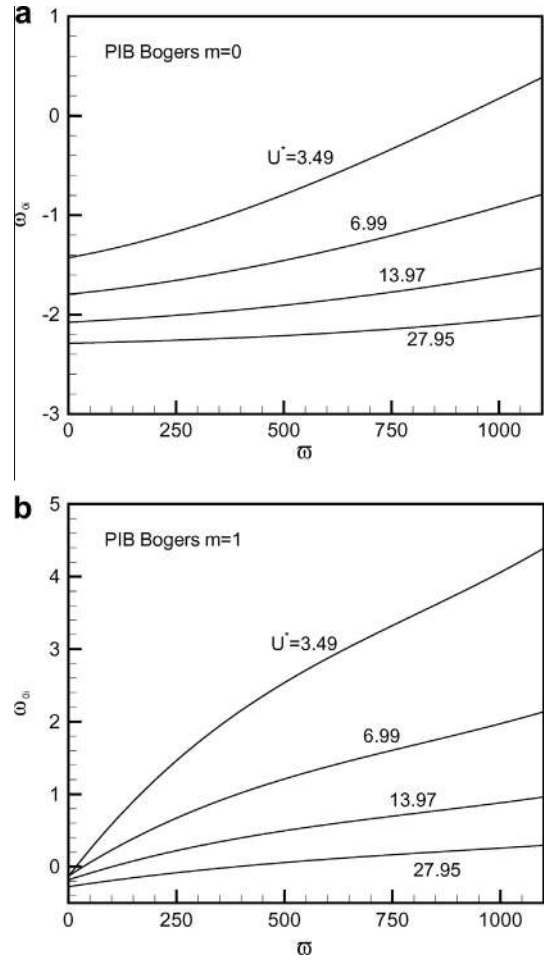 a
1
PIB Bogers m=0
0
U*=3.49
ω0i
-1
6.99
13.97
-2
27.95
-3
0 250 500 750 1000
ϖ
b
5
PIB Bogers m=1
4
3
U*=3.49
ω0i
2
6.99
1
13.97
0
27.95
0 250 500 750 1000
ϖ